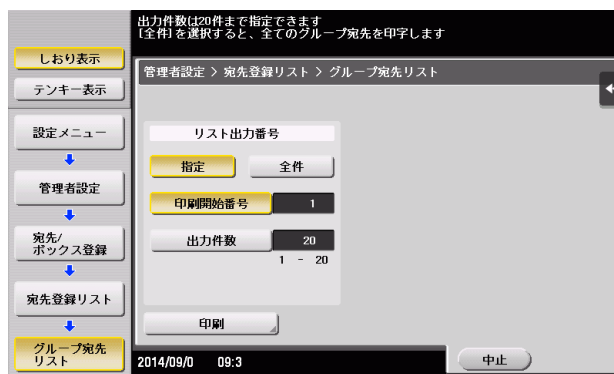 出力件数は20件まで指定できます
[全件]を選択すると、全てのグループ宛先を印字します
しおり表示
テンキー表示
設定メニュー
管理者設定
宛先/
ボックス登録
宛先登録リスト
グループ宛先
リスト
管理者設定 > 宛先登録リスト > グループ宛先リスト
リスト出力番号
指定 全件
印刷開始番号 1
出力件数 20
1 - 20
印刷
2014/09/0 09:3
中止